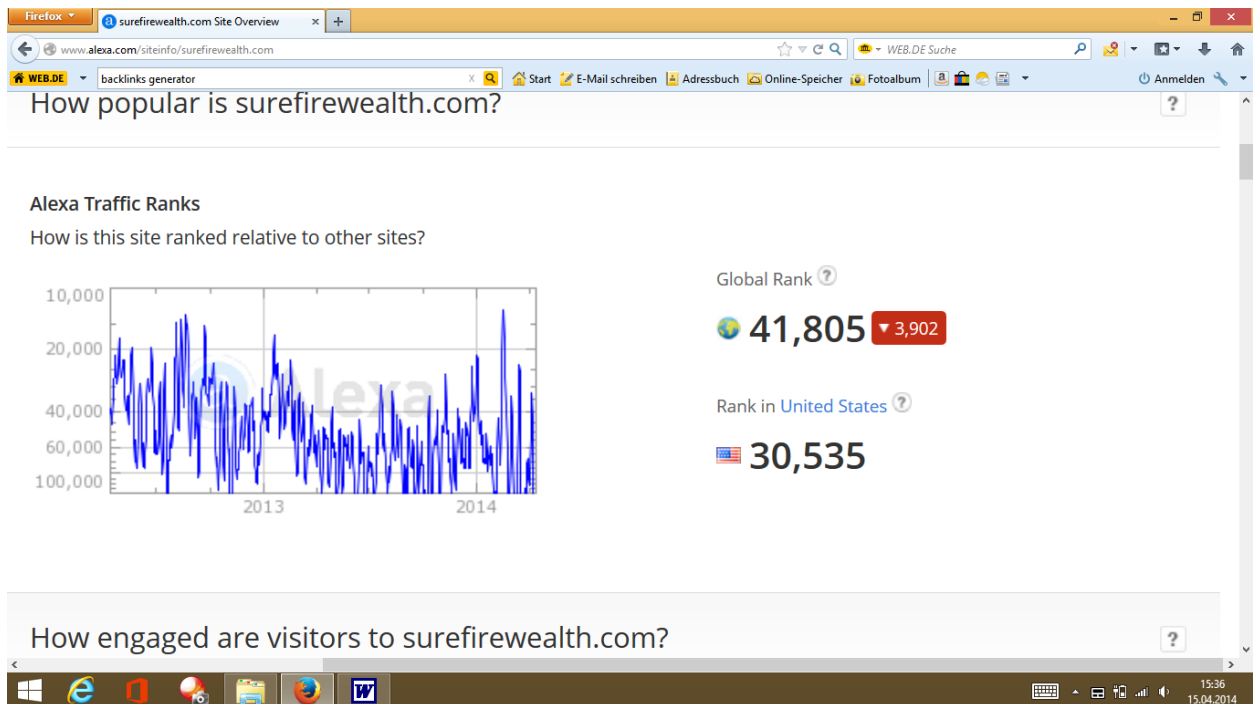 Firefox
surefirewealth.com Site Overview
www.alexa.com/siteinfo/surefirewealth.com
WEB.DE Suche
WEB.DE
backlinks generator
Start
E-Mail schreiben
Adressbuch
Online-Speicher
Fotoalbum
Anmelden
How popular is surefirewealth.com?
?
Alexa Traffic Ranks
How is this site ranked relative to other sites?
10,000
20,000
40,000
60,000
100,000
Alexa
2013
2014
Global Rank ?
41,805
3,902
Rank in United States ?
30,535
How engaged are visitors to surefirewealth.com?
?
15:36
15.04.2014